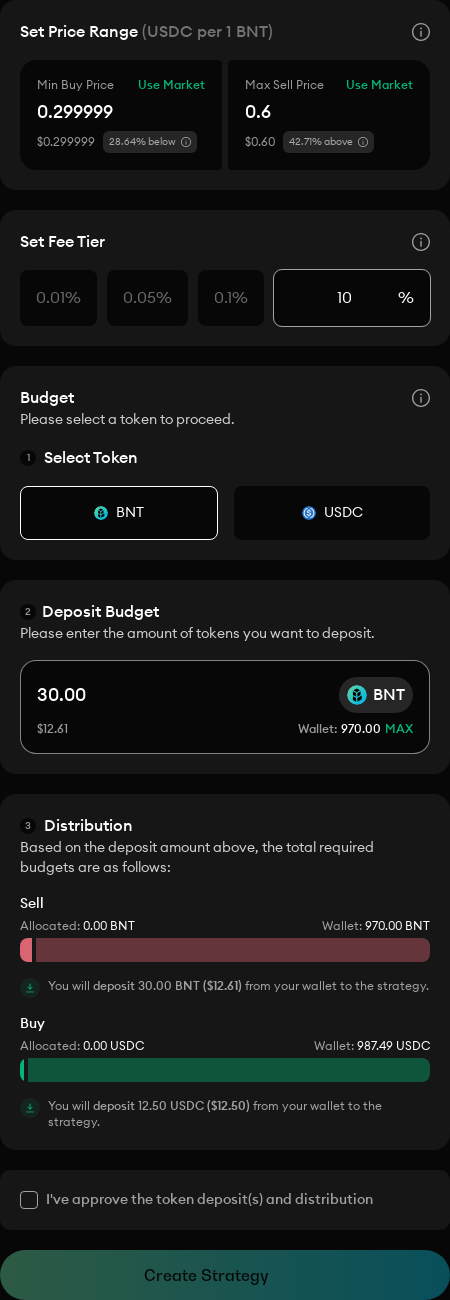 Set Price Range (USDC per 1 BNT)
Min Buy Price Use Market
0.299999
$0.299999 28.64% below
Max Sell Price Use Market
0.6
$0.60 42.71% above
Set Fee Tier
0.01% 0.05% 0.1% 10 %
Budget
Please select a token to proceed.
1 Select Token
BNT USDC
2 Deposit Budget
Please enter the amount of tokens you want to deposit.
30.00 BNT
$12.61 Wallet: 970.00 MAX
3 Distribution
Based on the deposit amount above, the total required
budgets are as follows:
Sell
Allocated: 0.00 BNT Wallet: 970.00 BNT
You will deposit 30.00 BNT ($12.61) from your wallet to the strategy.
Buy
Allocated: 0.00 USDC Wallet: 987.49 USDC
You will deposit 12.50 USDC ($12.50) from your wallet to the
strategy.
I've approve the token deposit(s) and distribution
Create Strategy